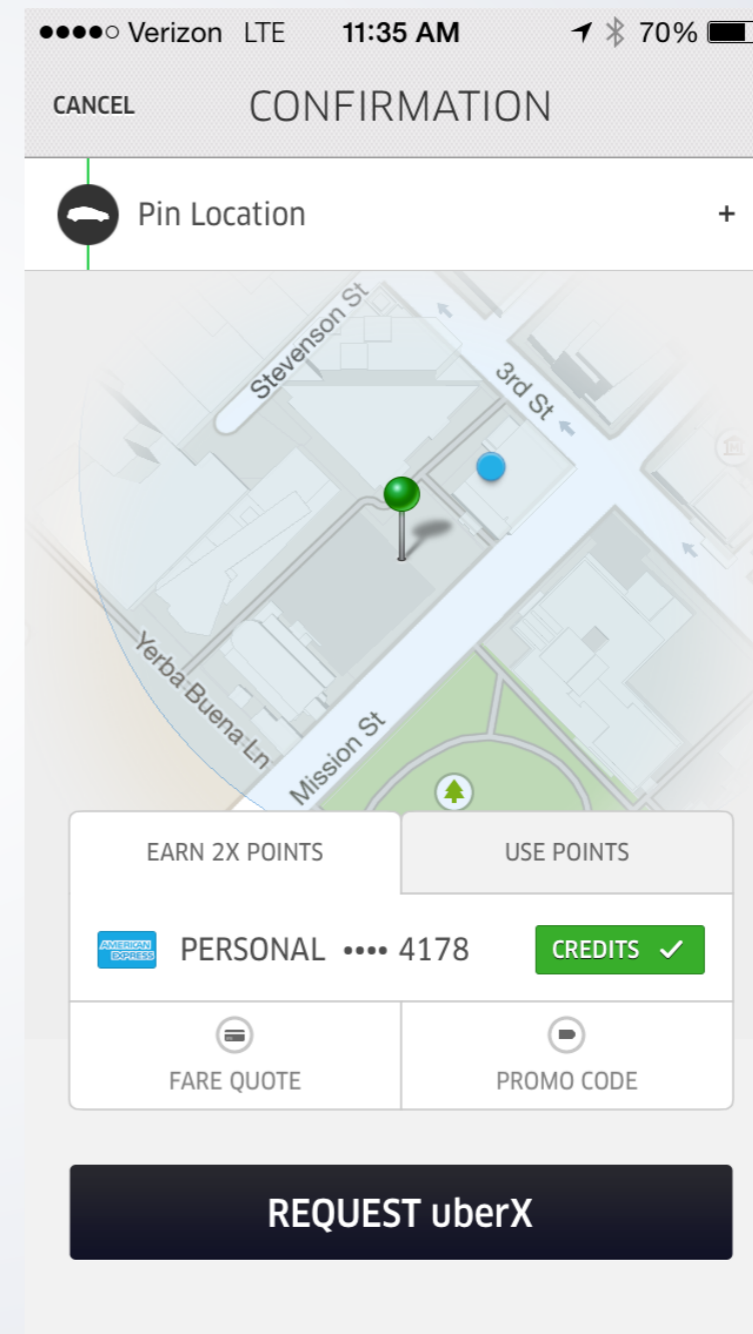 Verizon LTE 11:35 AM 70%
CANCEL CONFIRMATION
Pin Location +
Stevenson St
3rd St
Yerba Buena Ln
Mission St
EARN 2X POINTS USE POINTS
AMERICAN EXPRESS PERSONAL •••• 4178 CREDITS ✓
FARE QUOTE PROMO CODE
REQUEST uberX